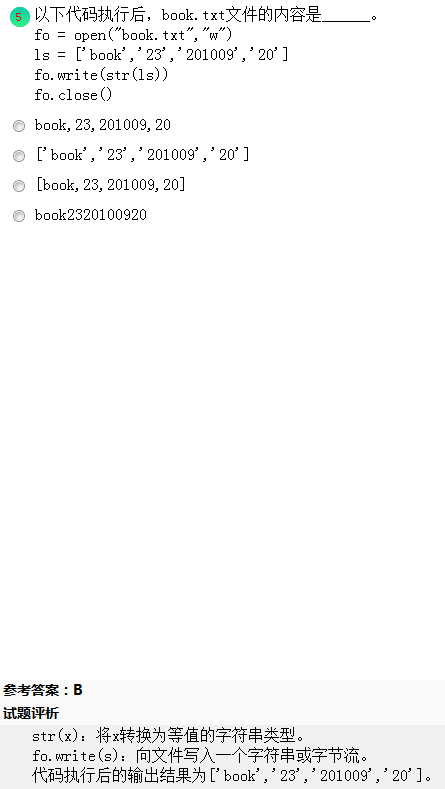 5 以下代码执行后，book.txt文件的内容是______。
fo = open("book.txt","w")
ls = ['book','23','201009','20']
fo.write(str(ls))
fo.close()
book,23,201009,20
['book','23','201009','20']
[book,23,201009,20]
book2320100920
参考答案：B
试题评析
str(x)：将x转换为等值的字符串类型。
fo.write(s)：向文件写入一个字符串或字节流。
代码执行后的输出结果为['book','23','201009','20']。